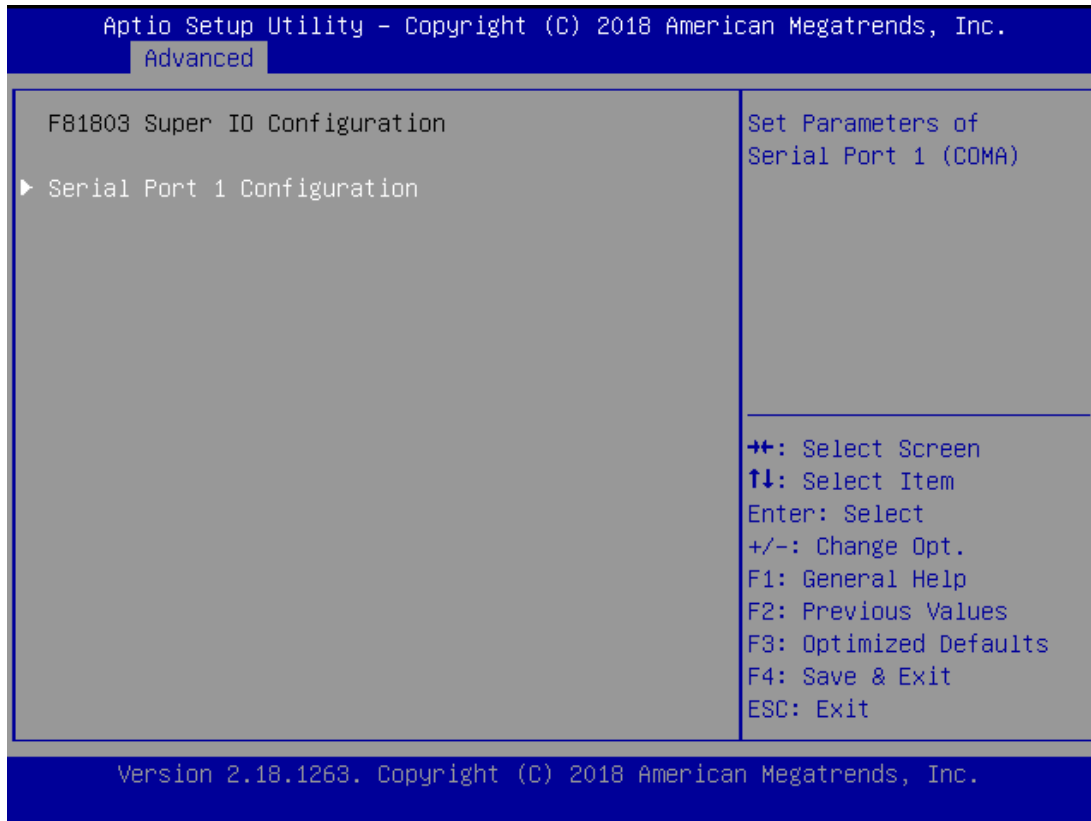 Aptio Setup Utility – Copyright (C) 2018 American Megatrends, Inc.
Advanced
F81803 Super IO Configuration
▶ Serial Port 1 Configuration
Set Parameters of
Serial Port 1 (COMA)
→←: Select Screen
↑↓: Select Item
Enter: Select
+/-: Change Opt.
F1: General Help
F2: Previous Values
F3: Optimized Defaults
F4: Save & Exit
ESC: Exit
Version 2.18.1263. Copyright (C) 2018 American Megatrends, Inc.